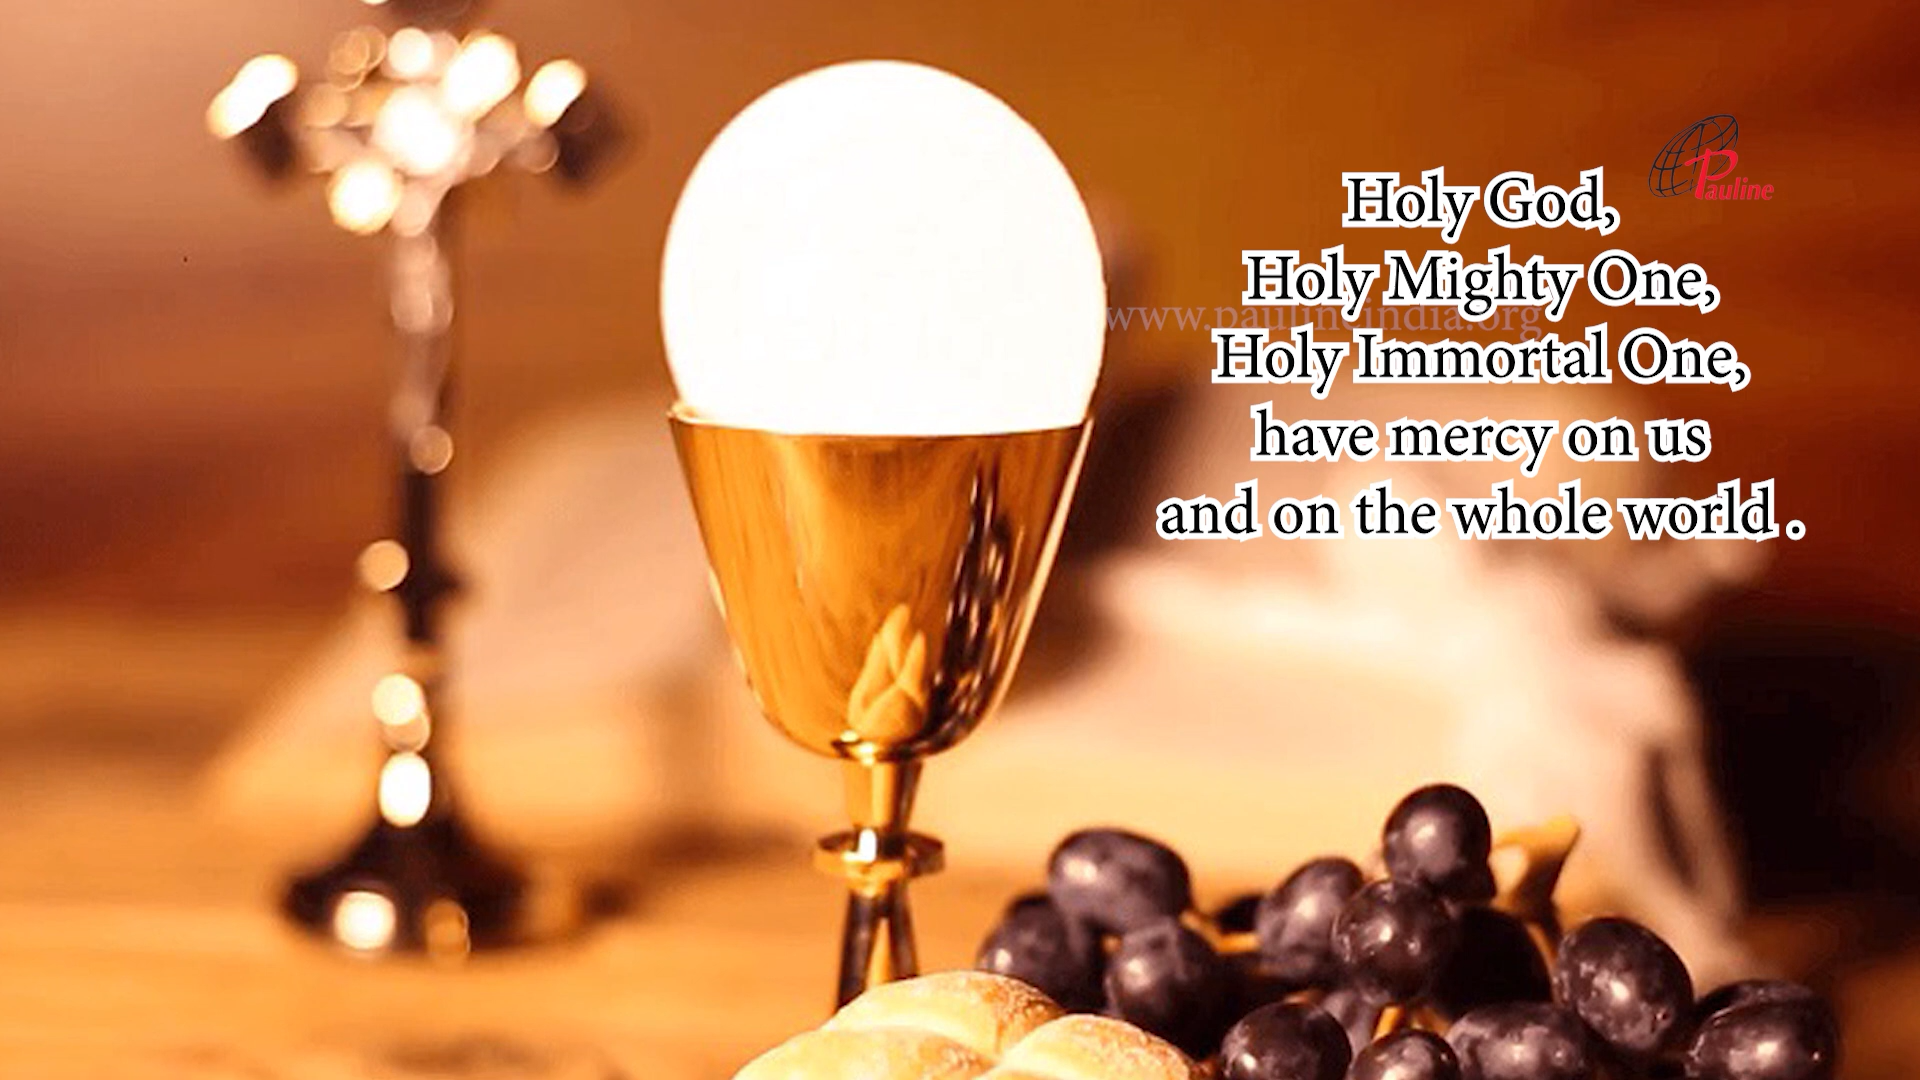 Holy God,
Pauline
Holy Mighty One,
www.paulineindia.org
Holy Immortal One,
have mercy on us
and on the whole world .